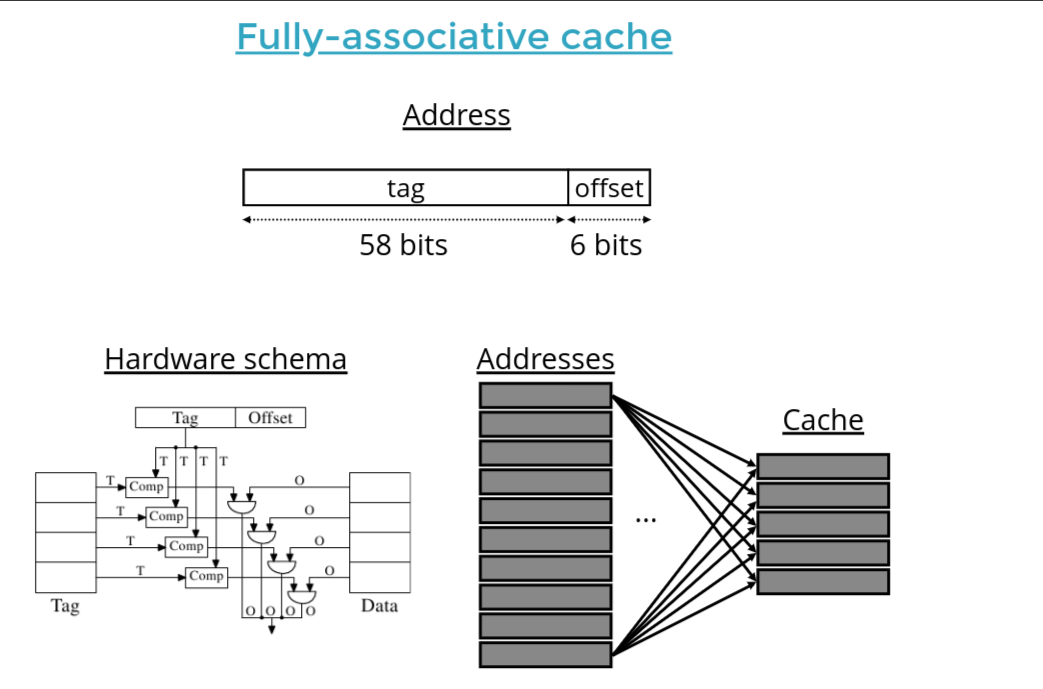 Fully-associative cache
Address
tag offset
58 bits 6 bits
Hardware schema
Addresses
Cache
Tag Offset
T T T T
T Comp O
T Comp O
T Comp O
T Comp O
O O O O
Tag Data
...